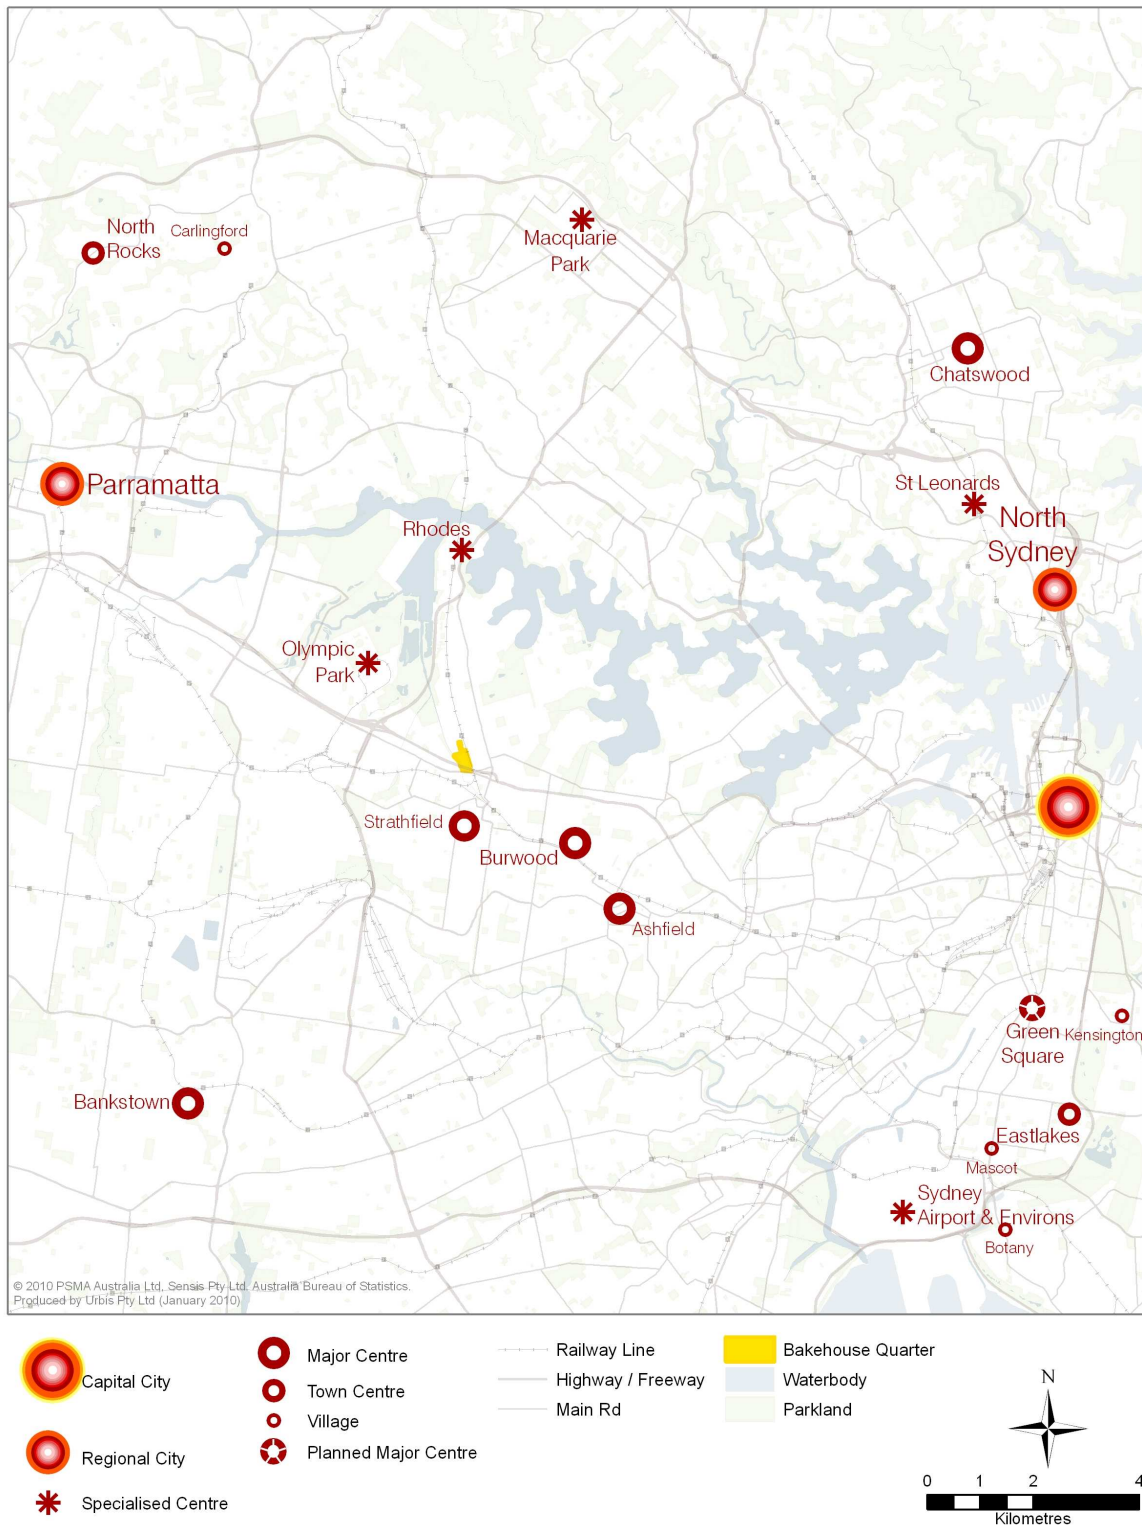 North
Rocks
Carlingford
Macquarie
Park
Chatswood
Parramatta
St Leonards
North
Sydney
Rhodes
Olympic
Park
Strathfield
Burwood
Ashfield
Green
Square
Kensington
Bankstown
Eastlakes
Mascot
Sydney
Airport & Environs
Botany
© 2010 PSMA Australia Ltd, Sensis Pty Ltd. Australia Bureau of Statistics.
Produced by Urbis Pty Ltd (January 2010)
Capital City
Regional City
Specialised Centre
Major Centre
Town Centre
Village
Planned Major Centre
Railway Line
Highway / Freeway
Main Rd
Bakehouse Quarter
Waterbody
Parkland
N
0 1 2 4
Kilometres